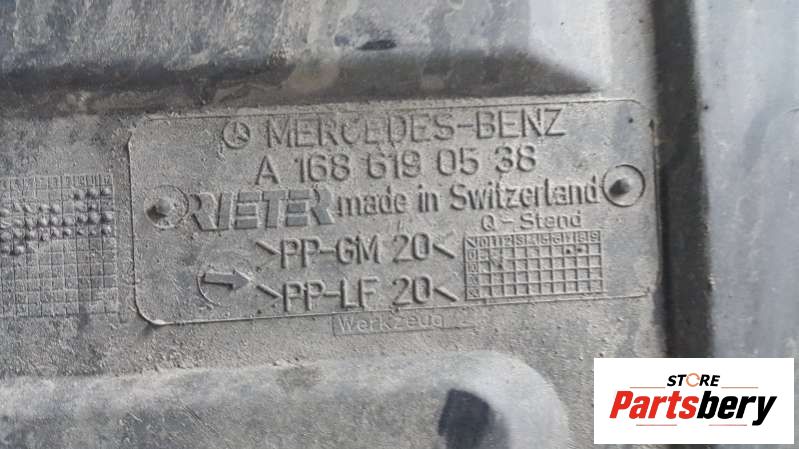 MERCEDES-BENZ
A 168 619 05 38
RIETER made in Switzerland
Q-Stand
>PP-GM 20<
>PP-LF 20<
Werkzeug
STORE
Partsbery